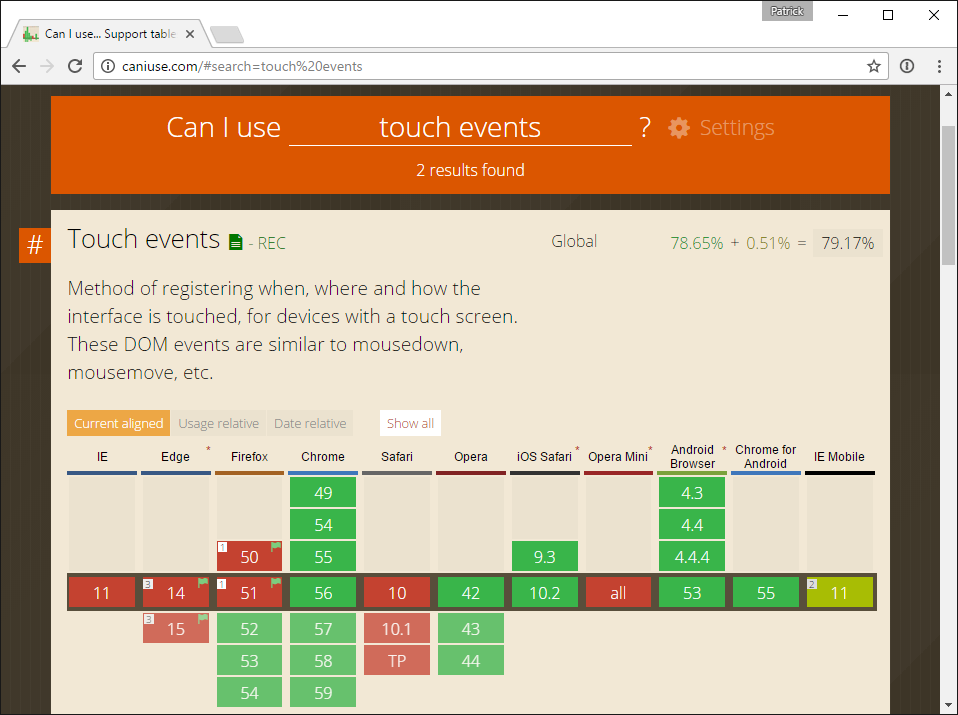 Patrick
Can I use... Support table
caniuse.com/#search=touch%20events
Can I use touch events ? Settings
2 results found
#
Touch events - REC
Global 78.65% + 0.51% = 79.17%
Method of registering when, where and how the
interface is touched, for devices with a touch screen.
These DOM events are similar to mousedown,
mousemove, etc.
Current aligned Usage relative Date relative Show all
IE Edge * Firefox Chrome Safari Opera iOS Safari * Opera Mini * Android Browser * Chrome for Android IE Mobile
49 4.3
54 4.4
1 50 55 9.3 4.4.4
11 3 14 1 51 56 10 42 10.2 all 53 55 2 11
3 15 52 57 10.1 43
53 58 TP 44
54 59